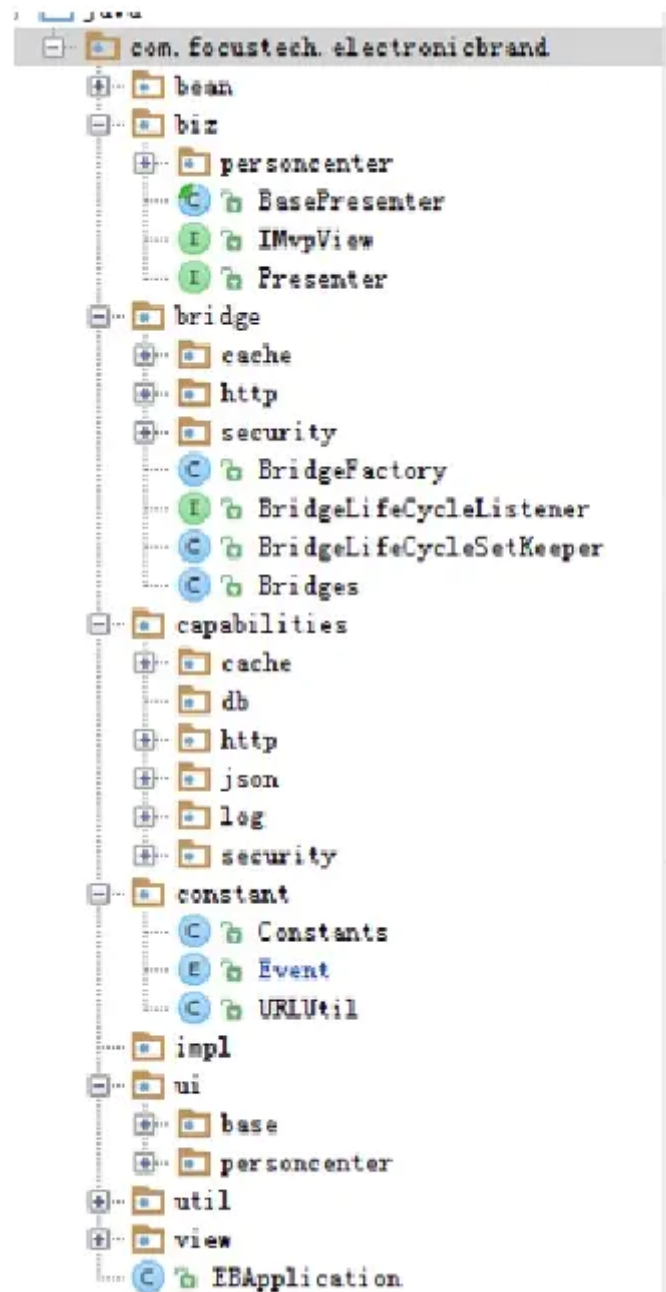 java
com.focustech.electronicbrand
bean
biz
personcenter
BasePresenter
IMvpView
Presenter
bridge
cache
http
security
BridgeFactory
BridgeLifeCycleListener
BridgeLifeCycleSetKeeper
Bridges
capabilities
cache
db
http
json
log
security
constant
Constants
Event
URLUtil
impl
ui
base
personcenter
util
view
EBApplication